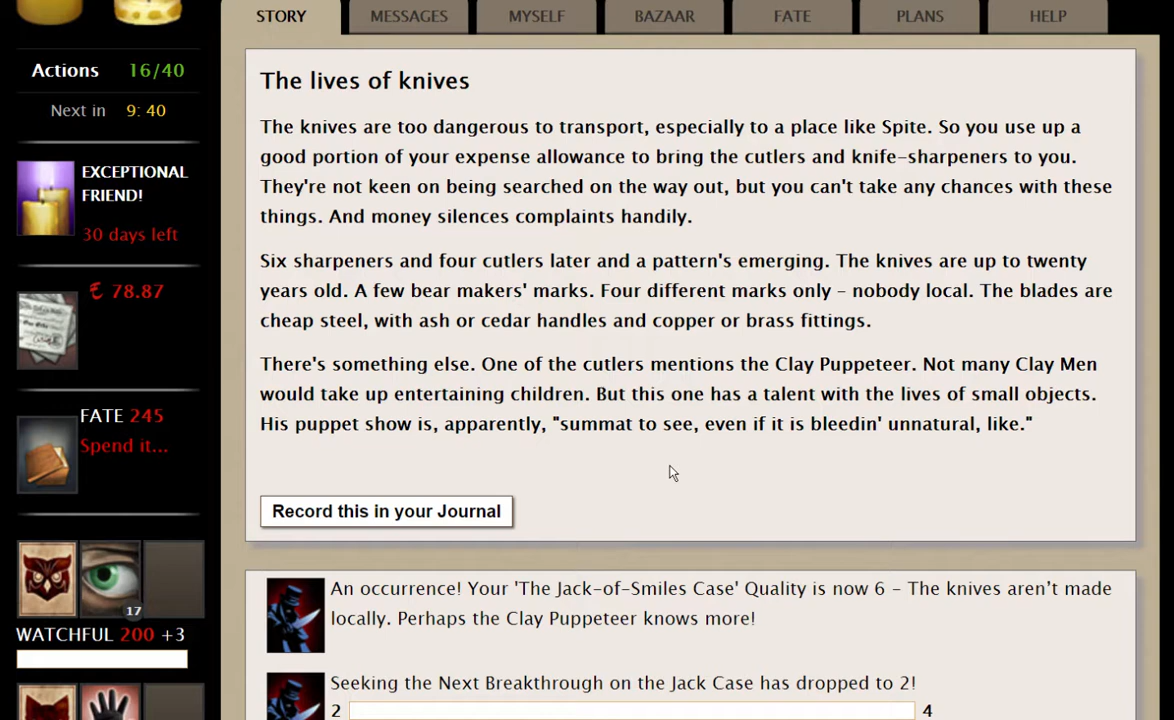 STORY MESSAGES MYSELF BAZAAR FATE PLANS HELP
Actions 16/40
Next in 9: 40
EXCEPTIONAL
FRIEND!
30 days left
£ 78.87
FATE 245
Spend it...
17
WATCHFUL 200 +3
The lives of knives
The knives are too dangerous to transport, especially to a place like Spite. So you use up a
good portion of your expense allowance to bring the cutlers and knife-sharpeners to you.
They're not keen on being searched on the way out, but you can't take any chances with these
things. And money silences complaints handily.
Six sharpeners and four cutlers later and a pattern's emerging. The knives are up to twenty
years old. A few bear makers' marks. Four different marks only – nobody local. The blades are
cheap steel, with ash or cedar handles and copper or brass fittings.
There's something else. One of the cutlers mentions the Clay Puppeteer. Not many Clay Men
would take up entertaining children. But this one has a talent with the lives of small objects.
His puppet show is, apparently, "summat to see, even if it is bleedin' unnatural, like."
Record this in your Journal
An occurrence! Your 'The Jack-of-Smiles Case' Quality is now 6 – The knives aren’t made
locally. Perhaps the Clay Puppeteer knows more!
Seeking the Next Breakthrough on the Jack Case has dropped to 2!
2 4